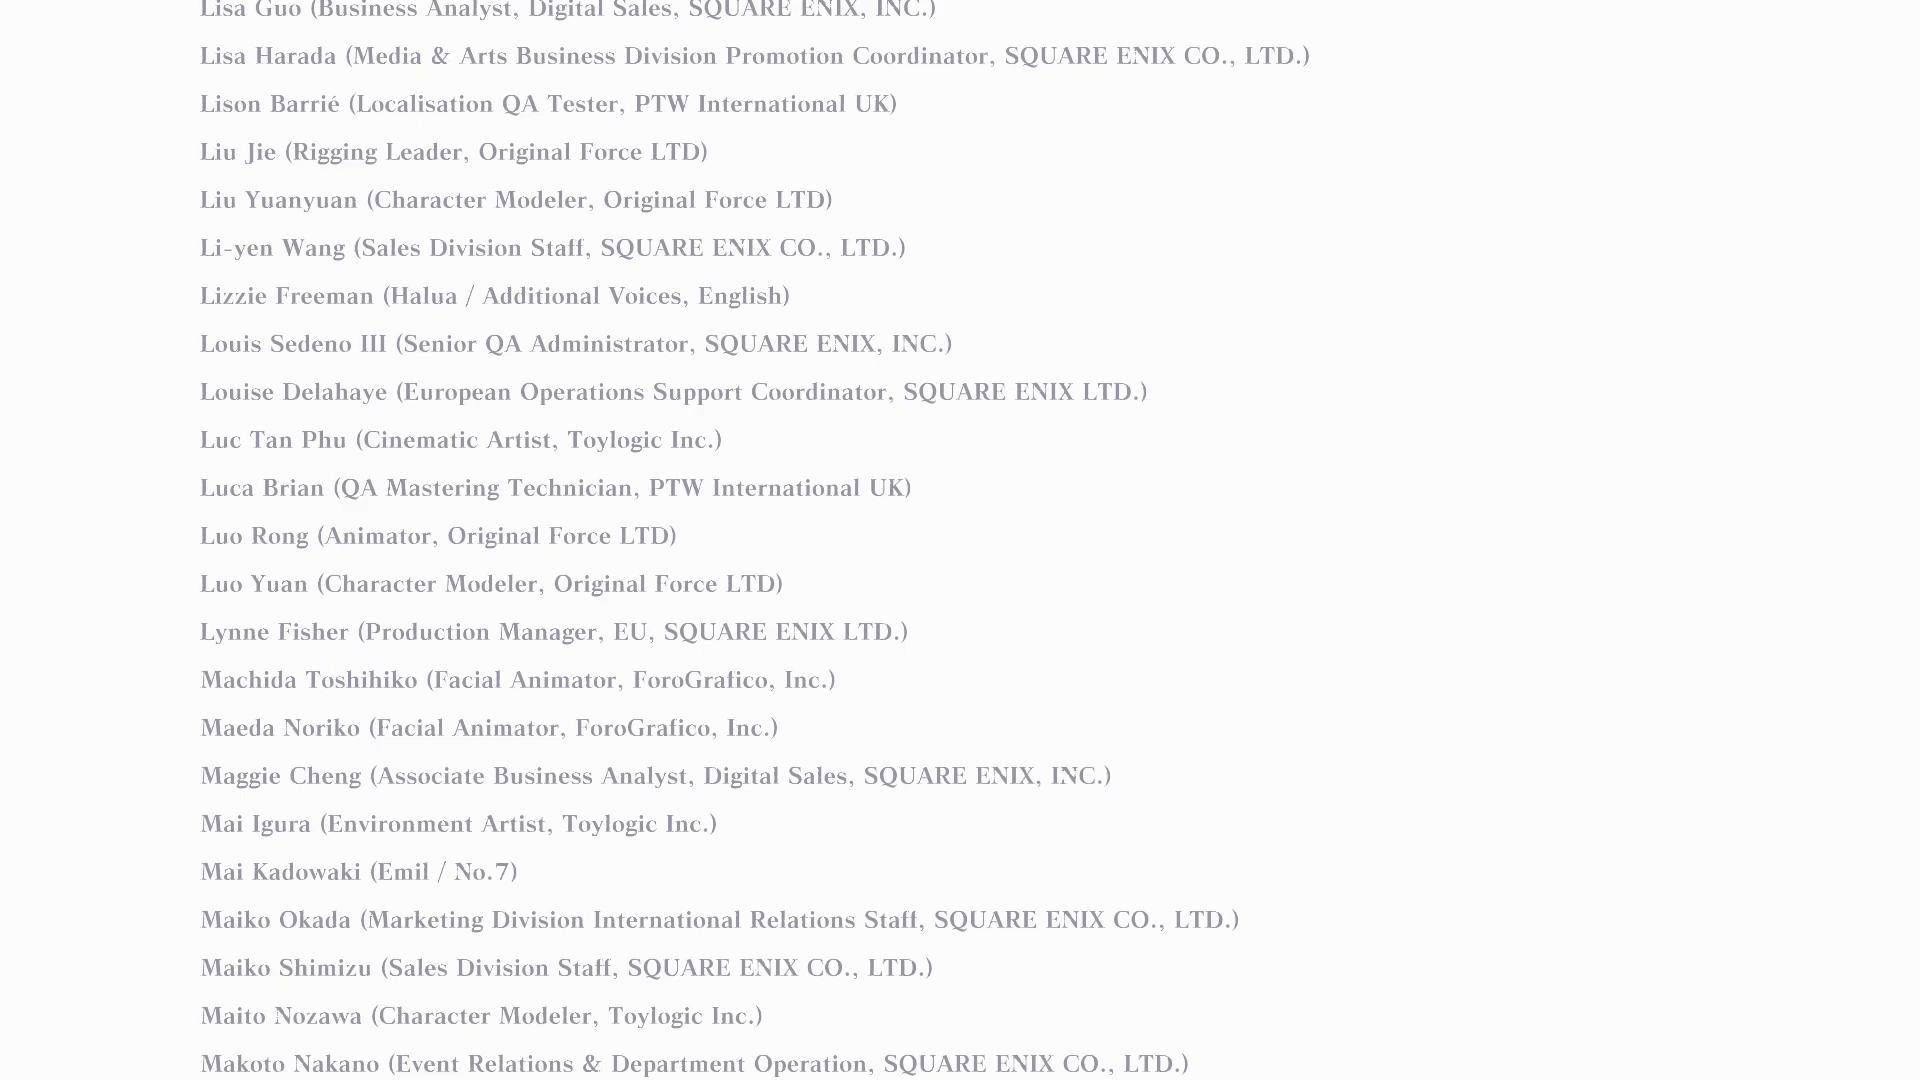 Lisa Guo (Business Analyst, Digital Sales, SQUARE ENIX, INC.)
Lisa Harada (Media & Arts Business Division Promotion Coordinator, SQUARE ENIX CO., LTD.)
Lison Barrié (Localisation QA Tester, PTW International UK)
Liu Jie (Rigging Leader, Original Force LTD)
Liu Yuanyuan (Character Modeler, Original Force LTD)
Li-yen Wang (Sales Division Staff, SQUARE ENIX CO., LTD.)
Lizzie Freeman (Halua / Additional Voices, English)
Louis Sedeno III (Senior QA Administrator, SQUARE ENIX, INC.)
Louise Delahaye (European Operations Support Coordinator, SQUARE ENIX LTD.)
Luc Tan Phu (Cinematic Artist, Toylogic Inc.)
Luca Brian (QA Mastering Technician, PTW International UK)
Luo Rong (Animator, Original Force LTD)
Luo Yuan (Character Modeler, Original Force LTD)
Lynne Fisher (Production Manager, EU, SQUARE ENIX LTD.)
Machida Toshihiko (Facial Animator, ForoGrafico, Inc.)
Maeda Noriko (Facial Animator, ForoGrafico, Inc.)
Maggie Cheng (Associate Business Analyst, Digital Sales, SQUARE ENIX, INC.)
Mai Igura (Environment Artist, Toylogic Inc.)
Mai Kadowaki (Emil / No.7)
Maiko Okada (Marketing Division International Relations Staff, SQUARE ENIX CO., LTD.)
Maiko Shimizu (Sales Division Staff, SQUARE ENIX CO., LTD.)
Maito Nozawa (Character Modeler, Toylogic Inc.)
Makoto Nakano (Event Relations & Department Operation, SQUARE ENIX CO., LTD.)